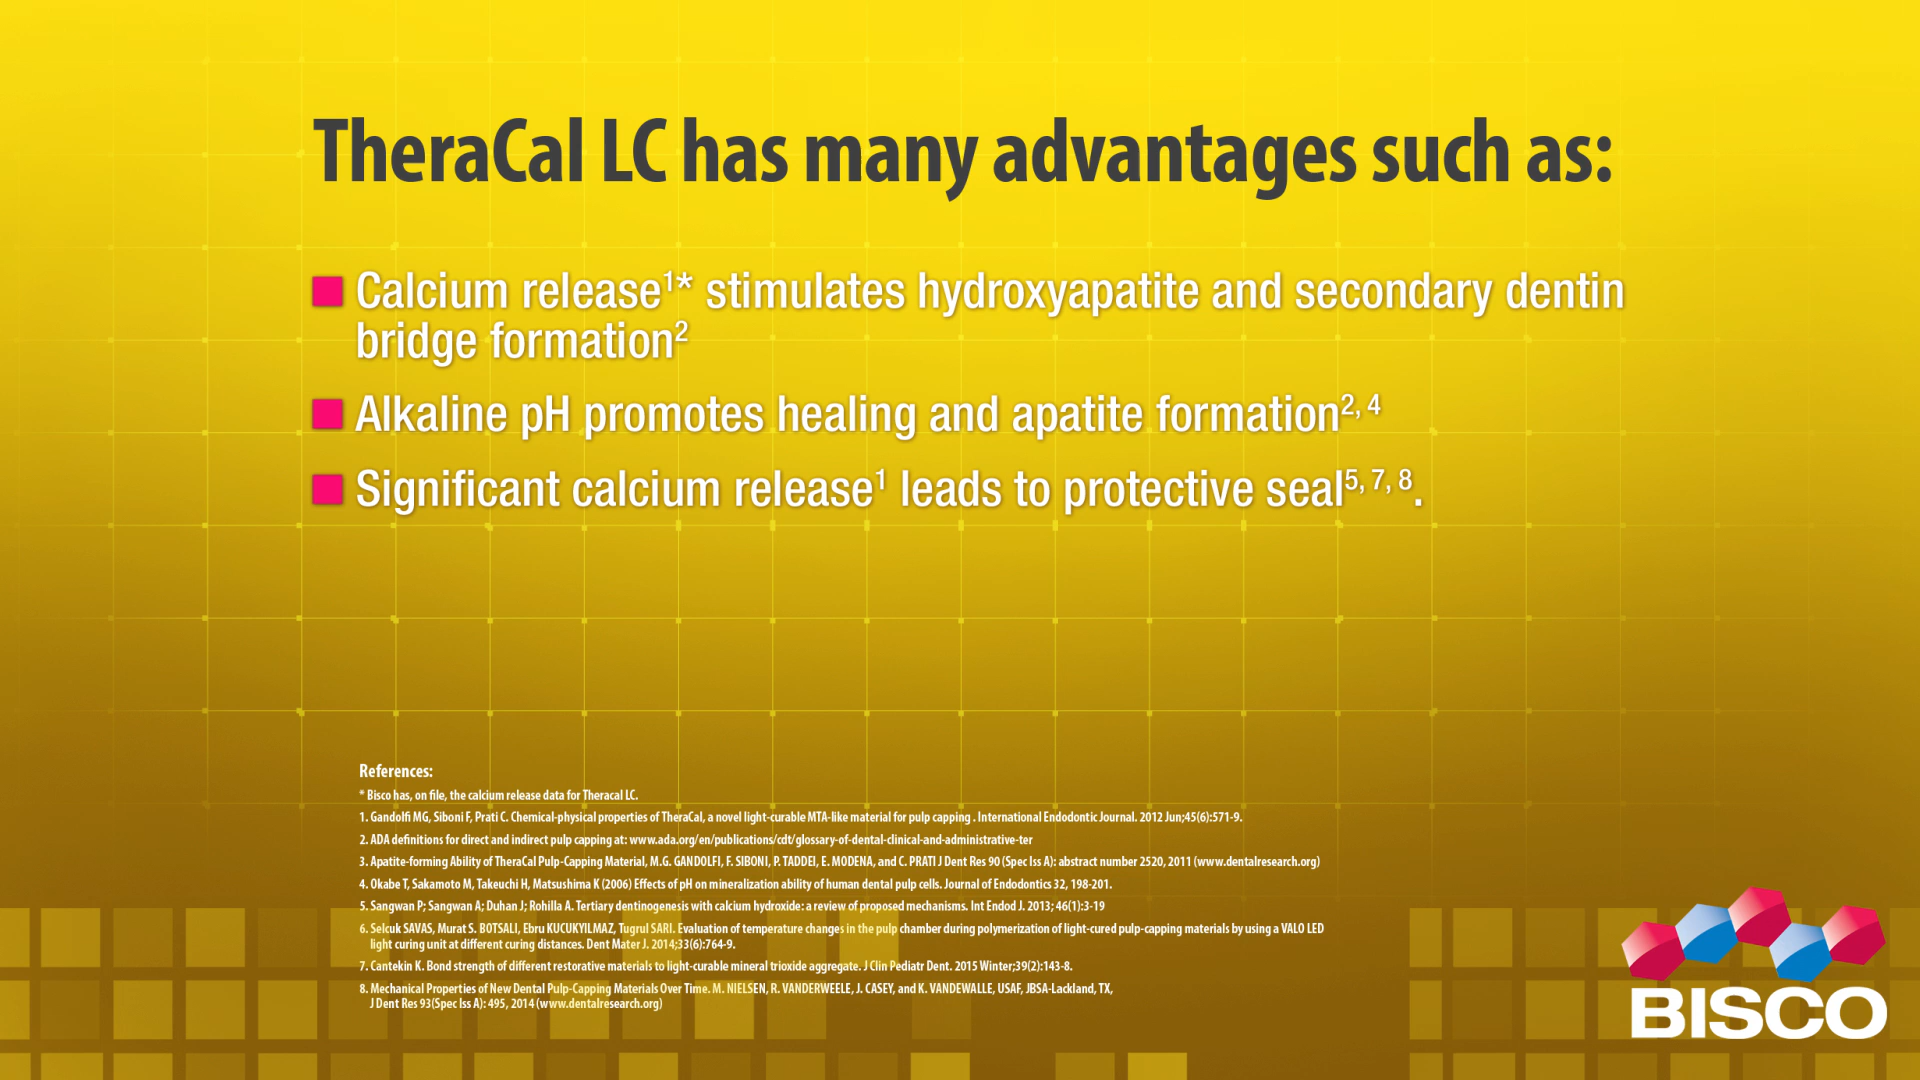 TheraCal LC has many advantages such as:
Calcium release¹* stimulates hydroxyapatite and secondary dentin
bridge formation²
Alkaline pH promotes healing and apatite formation²,⁴
Significant calcium release¹ leads to protective seal⁵,⁷,⁸.
References:
* Bisco has, on file, the calcium release data for Theracal LC.
1. Gandolfi MG, Siboni F, Prati C. Chemical-physical properties of TheraCal, a novel light-curable MTA-like material for pulp capping . International Endodontic Journal. 2012 Jun;45(6):571-9.
2. ADA definitions for direct and indirect pulp capping at: www.ada.org/en/publications/cdt/glossary-of-dental-clinical-and-administrative-ter
3. Apatite-forming Ability of TheraCal Pulp-Capping Material, M.G. GANDOLFI, F. SIBONI, P. TADDEI, E. MODENA, and C. PRATI J Dent Res 90 (Spec Iss A): abstract number 2520, 2011 (www.dentalresearch.org)
4. Okabe T, Sakamoto M, Takeuchi H, Matsushima K (2006) Effects of pH on mineralization ability of human dental pulp cells. Journal of Endodontics 32, 198-201.
5. Sangwan P; Sangwan A; Duhan J; Rohilla A. Tertiary dentinogenesis with calcium hydroxide: a review of proposed mechanisms. Int Endod J. 2013; 46(1):3-19
6. Selcuk SAVAS, Murat S. BOTSALI, Ebru KUCUKYILMAZ, Tugrul SARI. Evaluation of temperature changes in the pulp chamber during polymerization of light-cured pulp-capping materials by using a VALO LED
light curing unit at different curing distances. Dent Mater J. 2014;33(6):764-9.
7. Cantekin K. Bond strength of different restorative materials to light-curable mineral trioxide aggregate. J Clin Pediatr Dent. 2015 Winter;39(2):143-8.
8. Mechanical Properties of New Dental Pulp-Capping Materials Over Time. M. NIELSEN, R. VANDERWEELE, J. CASEY, and K. VANDEWALLE, USAF, JBSA-Lackland, TX,
J Dent Res 93(Spec Iss A): 495, 2014 (www.dentalresearch.org)
BISCO